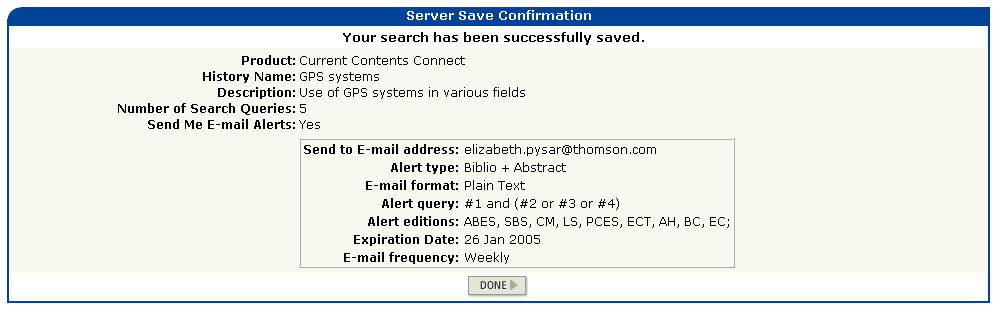 Server Save Confirmation
Your search has been successfully saved.
Product: Current Contents Connect
History Name: GPS systems
Description: Use of GPS systems in various fields
Number of Search Queries: 5
Send Me E-mail Alerts: Yes
Send to E-mail address: elizabeth.pysar@thomson.com
Alert type: Biblio + Abstract
E-mail format: Plain Text
Alert query: #1 and (#2 or #3 or #4)
Alert editions: ABES, SBS, CM, LS, PCES, ECT, AH, BC, EC;
Expiration Date: 26 Jan 2005
E-mail frequency: Weekly
DONE